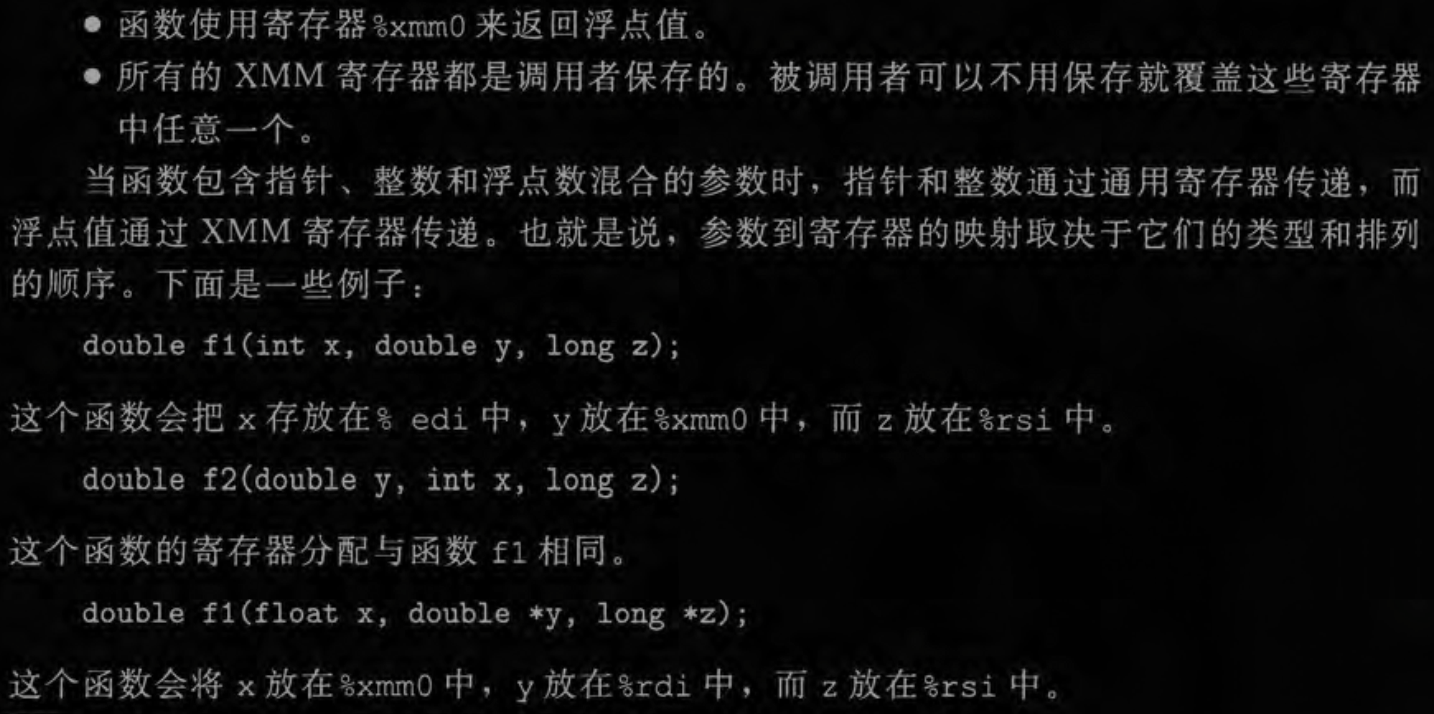 ● 函数使用寄存器%xmm0 来返回浮点值。
● 所有的 XMM 寄存器都是调用者保存的。被调用者可以不用保存就覆盖这些寄存器
中任意一个。
当函数包含指针、整数和浮点数混合的参数时，指针和整数通过通用寄存器传递，而
浮点值通过 XMM 寄存器传递。也就是说，参数到寄存器的映射取决于它们的类型和排列
的顺序。下面是一些例子：
double f1(int x, double y, long z);
这个函数会把 x 存放在% edi 中，y 放在%xmm0 中，而 z 放在%rsi 中。
double f2(double y, int x, long z);
这个函数的寄存器分配与函数 f1 相同。
double f1(float x, double *y, long *z);
这个函数会将 x 放在%xmm0 中，y 放在%rdi 中，而 z 放在%rsi 中。